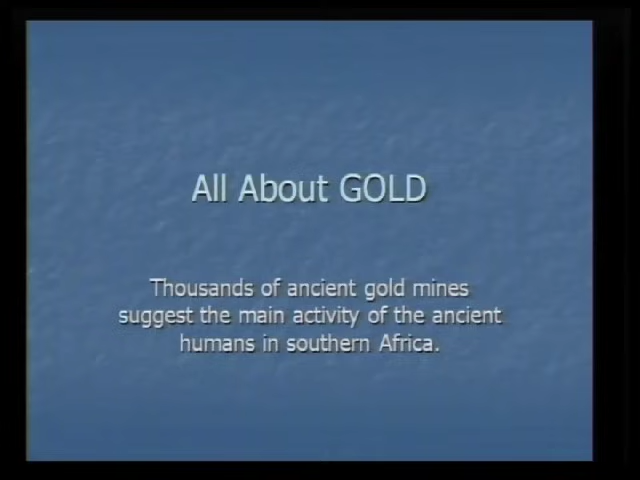 All About GOLD
Thousands of ancient gold mines
suggest the main activity of the ancient
humans in southern Africa.